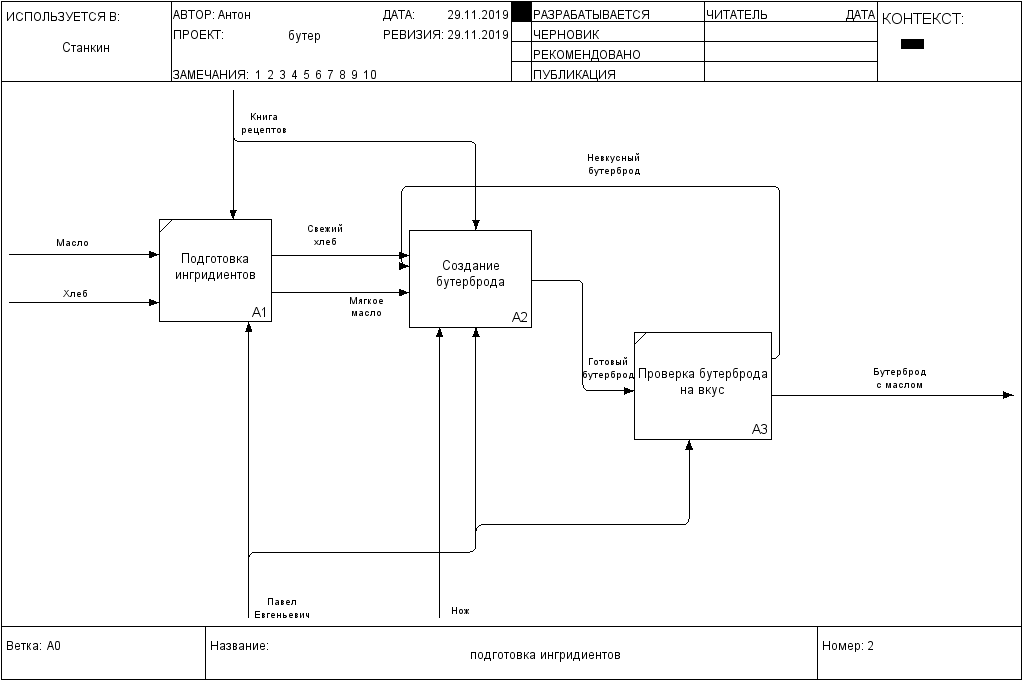 ИСПОЛЬЗУЕТСЯ В:
Станкин
АВТОР: Антон
ДАТА: 29.11.2019
ПРОЕКТ: бутер
РЕВИЗИЯ: 29.11.2019
ЗАМЕЧАНИЯ: 1 2 3 4 5 6 7 8 9 10
РАЗРАБАТЫВАЕТСЯ
ЧЕРНОВИК
РЕКОМЕНДОВАНО
ПУБЛИКАЦИЯ
ЧИТАТЕЛЬ
ДАТА
КОНТЕКСТ:
Книга
рецептов
Невкусный
бутерброд
Масло
Хлеб
Подготовка
ингридиентов
A1
Свежий
хлеб
Мягкое
масло
Создание
бутерброда
A2
Готовый
бутерброд
Проверка бутерброда
на вкус
A3
Бутерброд
с маслом
Павел
Евгеньевич
Нож
Ветка: A0
Название:
подготовка ингридиентов
Номер: 2